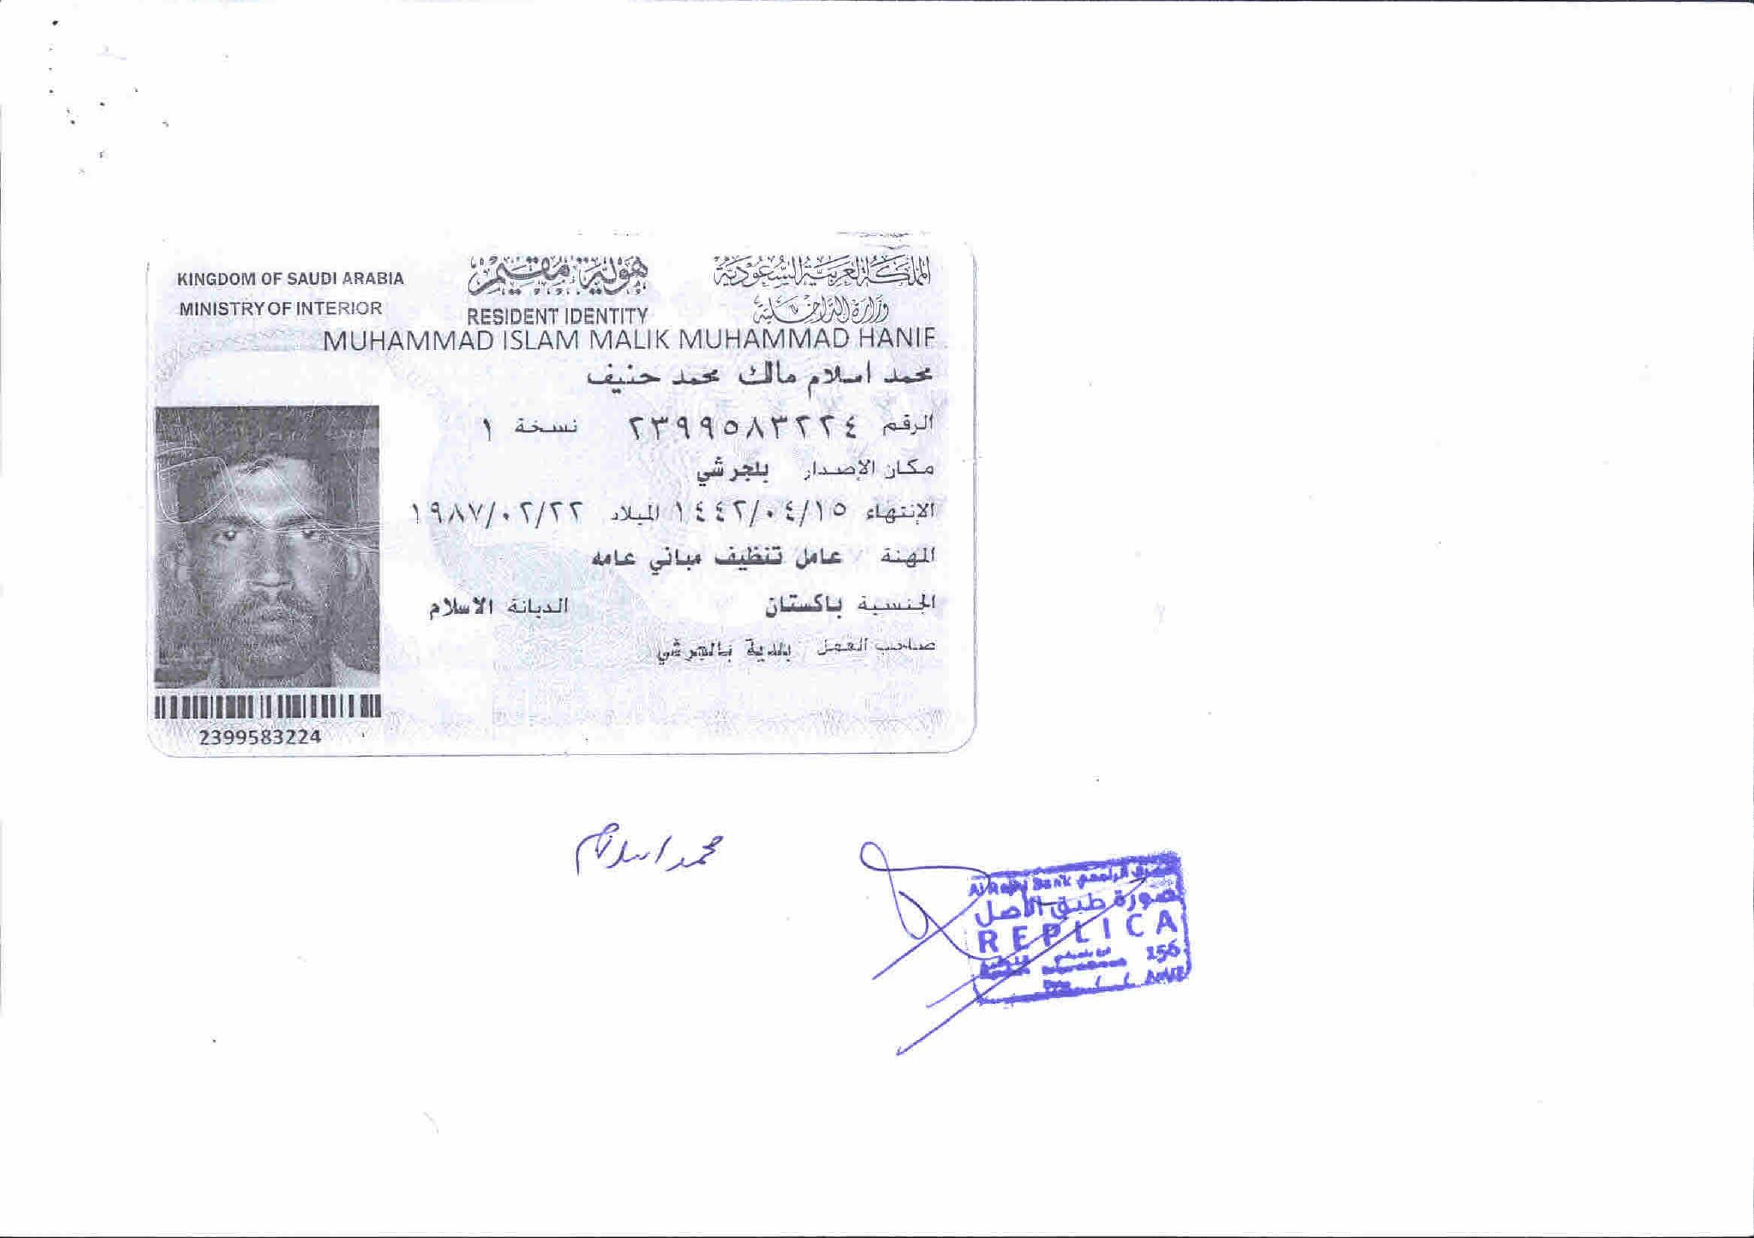 KINGDOM OF SAUDI ARABIA
MINISTRY OF INTERIOR
هوية مقيم
RESIDENT IDENTITY
المملكة العربية السعودية
وزارة الداخلية
MUHAMMAD ISLAM MALIK MUHAMMAD HANIF
محمد اسلام مالك محمد حنيف
الرقم ٢٣٩٩٥٨٣٢٢٤ نسخة ١
مكان الإصدار بلجرشي
الإنتهاء ١٤٤٢/٠٤/١٥ الميلاد ١٩٨٧/٠٢/٢٢
المهنة عامل تنظيف مباني عامه
الجنسية باكستان الديانة الاسلام
صاحب العمل بلدية بالجرشي
2399583224
محمد اسلام
Al Rajhi Bank مصرف الراجحي
صورة طبق الأصل
REPLICA
156